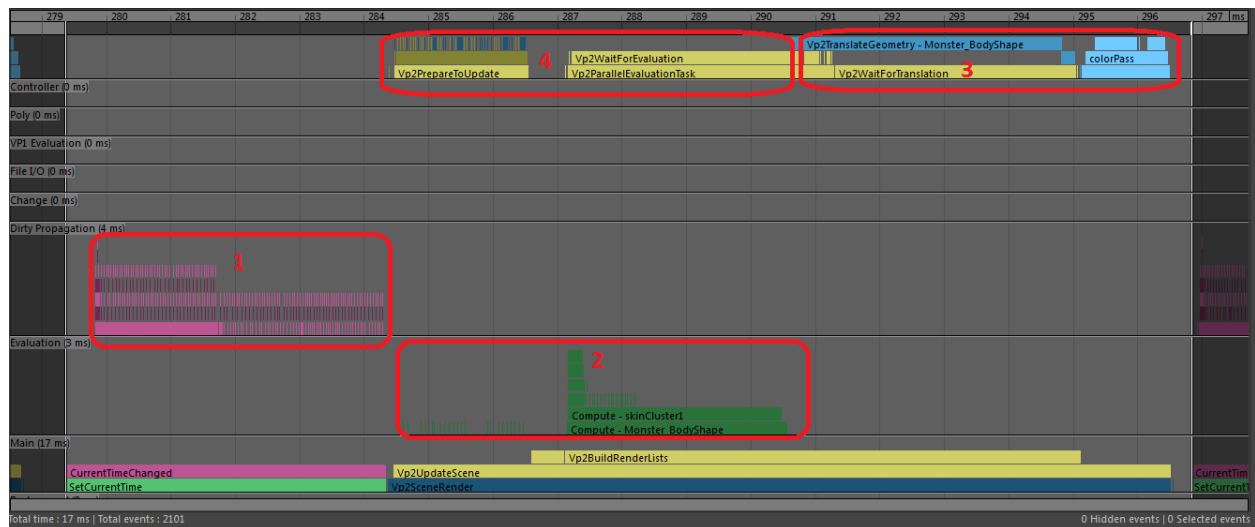 279 280 281 282 283 284 285 286 287 288 289 290 291 292 293 294 295 296 297 ms
Vp2TranslateGeometry - Monster_BodyShape
4 Vp2WaitForEvaluation colorPass
Vp2PrepareToUpdate Vp2ParallelEvaluationTask Vp2WaitForTranslation 3
Controller (0 ms)
Poly (0 ms)
VP1 Evaluation (0 ms)
File I/O (0 ms)
Change (0 ms)
Dirty Propagation (4 ms)
1
Evaluation (3 ms)
2
Compute - skinCluster1
Compute - Monster_BodyShape
Main (17 ms)
Vp2BuildRenderLists
CurrentTimeChanged Vp2UpdateScene CurrentTim
SetCurrentTime Vp2SceneRender SetCurrentT
Total time : 17 ms | Total events : 2101 0 Hidden events | 0 Selected events